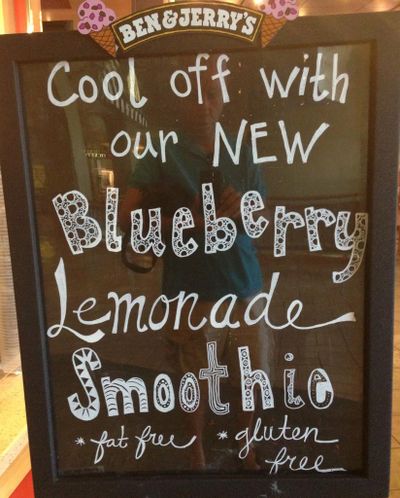 BEN & JERRY'S
Cool off with
our NEW
Blueberry
Lemonade
Smoothie
*fat free *gluten
free